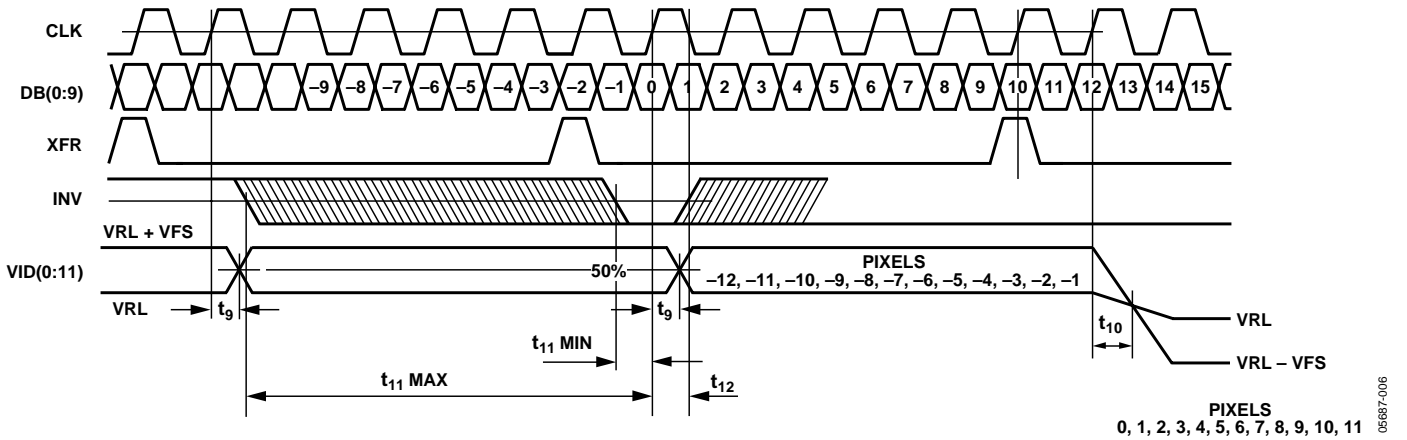 CLK
DB(0:9)
–9 –8 –7 –6 –5 –4 –3 –2 –1 0 1 2 3 4 5 6 7 8 9 10 11 12 13 14 15
XFR
INV
VRL + VFS
VID(0:11)
50%
PIXELS
–12, –11, –10, –9, –8, –7, –6, –5, –4, –3, –2, –1
VRL
t9
t9
t10
VRL
t11 MIN
VRL – VFS
t11 MAX
t12
PIXELS
0, 1, 2, 3, 4, 5, 6, 7, 8, 9, 10, 11
05687-006